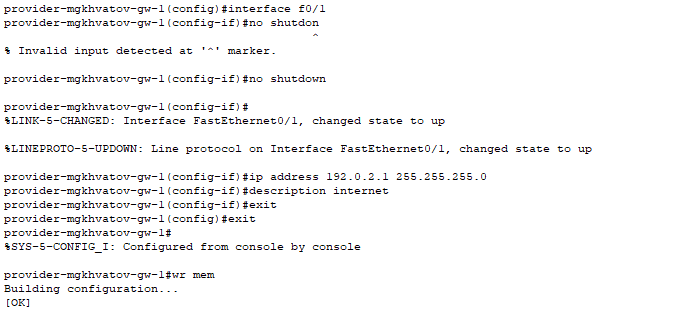 provider-mgkhvatov-gw-1(config)#interface f0/1
provider-mgkhvatov-gw-1(config-if)#no shutdon
^
% Invalid input detected at '^' marker.
provider-mgkhvatov-gw-1(config-if)#no shutdown
provider-mgkhvatov-gw-1(config-if)#
%LINK-5-CHANGED: Interface FastEthernet0/1, changed state to up
%LINEPROTO-5-UPDOWN: Line protocol on Interface FastEthernet0/1, changed state to up
provider-mgkhvatov-gw-1(config-if)#ip address 192.0.2.1 255.255.255.0
provider-mgkhvatov-gw-1(config-if)#description internet
provider-mgkhvatov-gw-1(config-if)#exit
provider-mgkhvatov-gw-1(config)#exit
provider-mgkhvatov-gw-1#
%SYS-5-CONFIG_I: Configured from console by console
provider-mgkhvatov-gw-1#wr mem
Building configuration...
[OK]